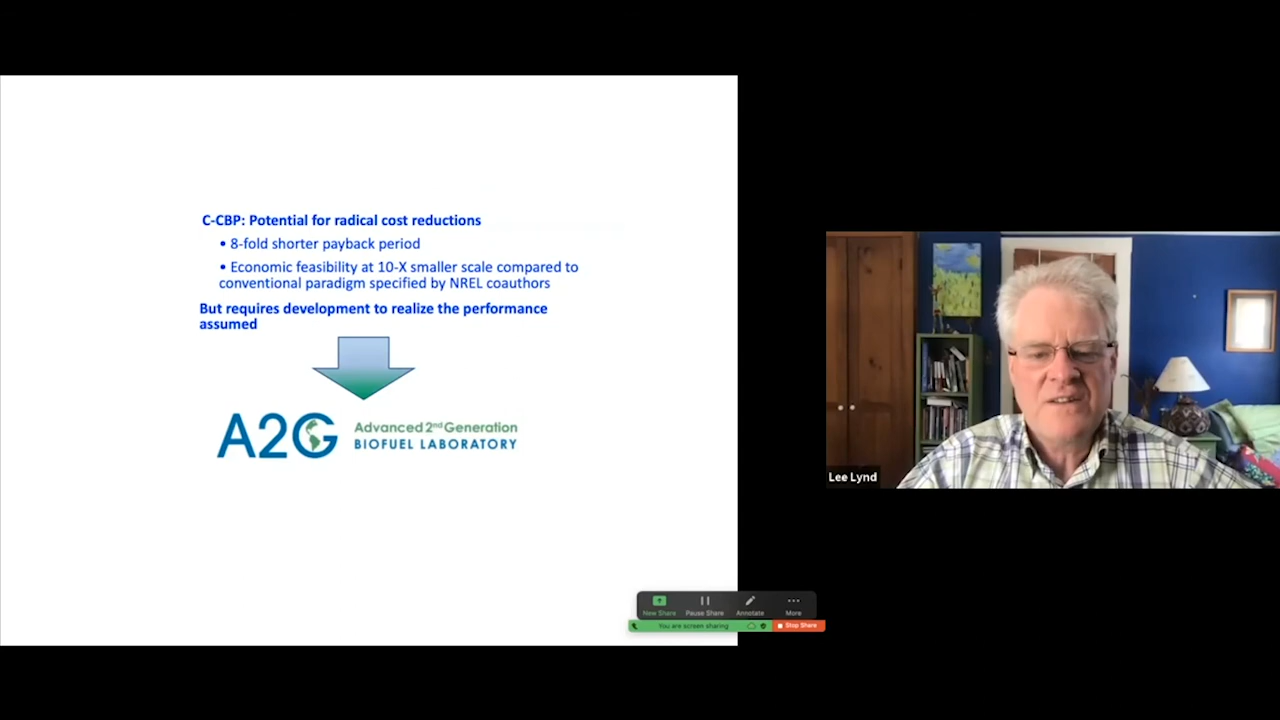 C-CBP: Potential for radical cost reductions
• 8-fold shorter payback period
• Economic feasibility at 10-X smaller scale compared to
conventional paradigm specified by NREL coauthors
But requires development to realize the performance
assumed
A2G
Advanced 2nd Generation
BIOFUEL LABORATORY
Lee Lynd
New Share
Pause Share
Annotate
More
You are screen sharing
Stop Share